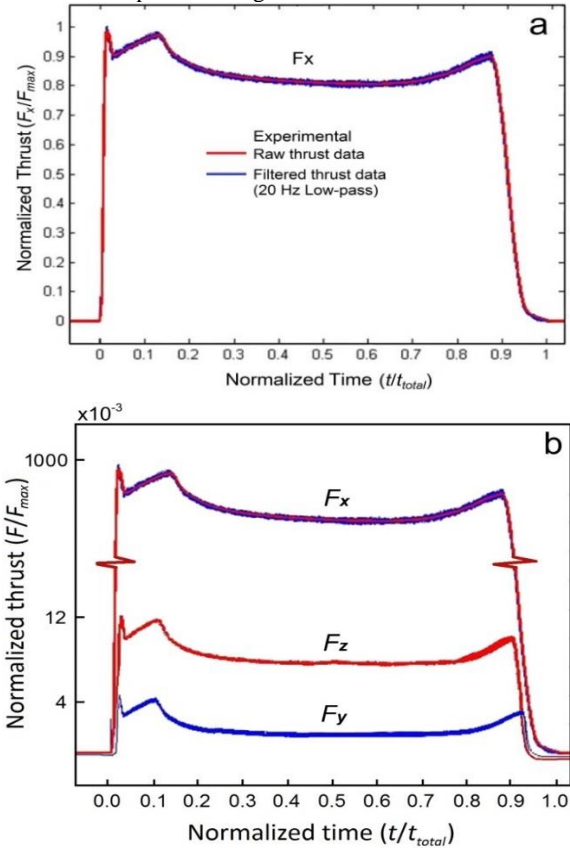 a
1
0.9
0.8
0.7
0.6
0.5
0.4
0.3
0.2
0.1
0
Normalized Thrust (Fx/Fmax)
Fx
Experimental
Raw thrust data
Filtered thrust data
(20 Hz Low-pass)
0 0.1 0.2 0.3 0.4 0.5 0.6 0.7 0.8 0.9 1
Normalized Time (t/ttotal)
x10-3
b
1000
12
4
Normalized thrust (F/Fmax)
Fx
Fz
Fy
0.0 0.1 0.2 0.3 0.4 0.5 0.6 0.7 0.8 0.9 1.0
Normalized time (t/ttotal)